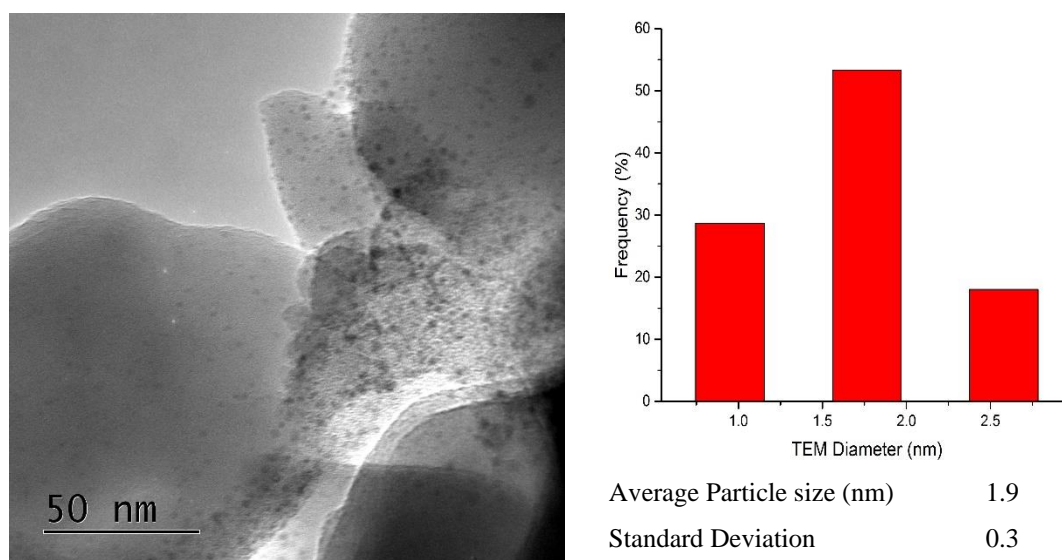 50 nm
60
50
40
30
20
10
0
Frequency (%)
1.0 1.5 2.0 2.5
TEM Diameter (nm)
Average Particle size (nm) 1.9
Standard Deviation 0.3